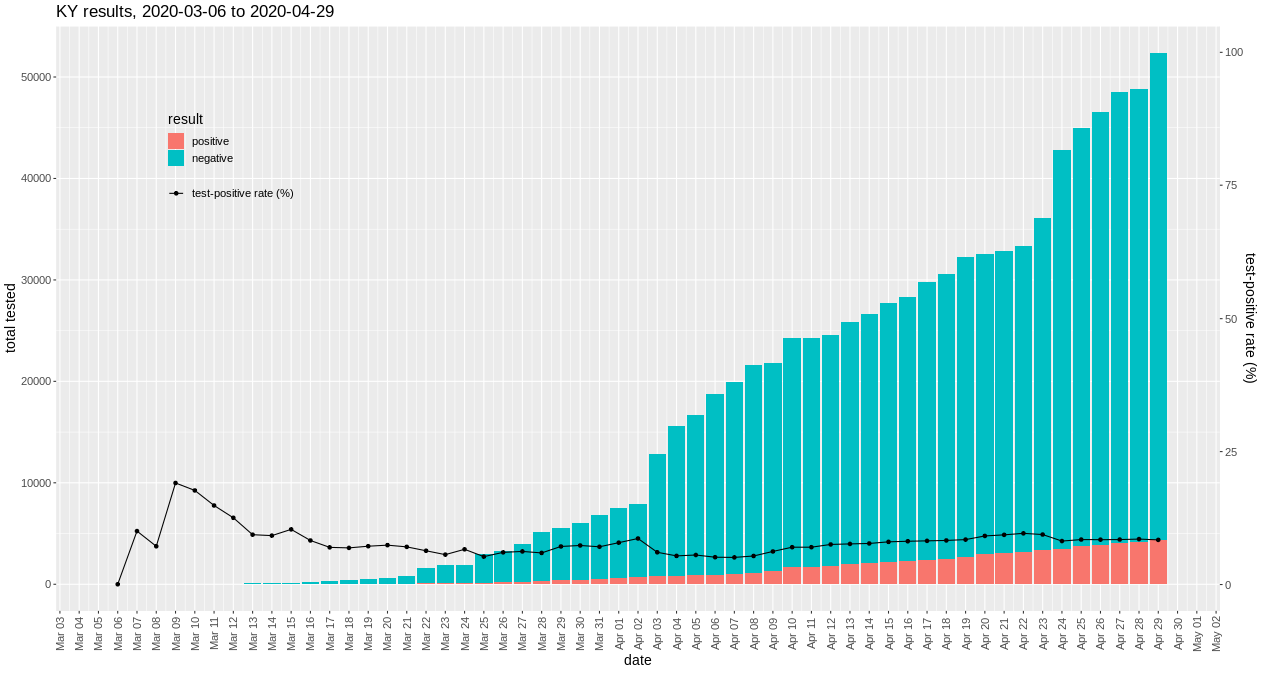 KY results, 2020-03-06 to 2020-04-29
total tested
50000
40000
30000
20000
10000
0
result
positive
negative
test-positive rate (%)
100
75
50
25
0
test-positive rate (%)
Mar 03
Mar 04
Mar 05
Mar 06
Mar 07
Mar 08
Mar 09
Mar 10
Mar 11
Mar 12
Mar 13
Mar 14
Mar 15
Mar 16
Mar 17
Mar 18
Mar 19
Mar 20
Mar 21
Mar 22
Mar 23
Mar 24
Mar 25
Mar 26
Mar 27
Mar 28
Mar 29
Mar 30
Mar 31
Apr 01
Apr 02
Apr 03
Apr 04
Apr 05
Apr 06
Apr 07
Apr 08
Apr 09
Apr 10
Apr 11
Apr 12
Apr 13
Apr 14
Apr 15
Apr 16
Apr 17
Apr 18
Apr 19
Apr 20
Apr 21
Apr 22
Apr 23
Apr 24
Apr 25
Apr 26
Apr 27
Apr 28
Apr 29
Apr 30
May 01
May 02
date